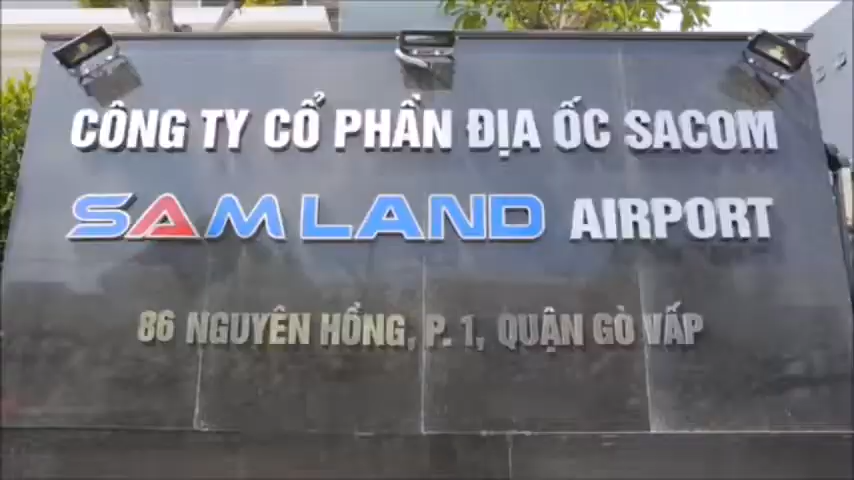 CÔNG TY CỔ PHẦN ĐỊA ỐC SACOM
SAMLAND AIRPORT
86 NGUYÊN HỒNG, P. 1, QUẬN GÒ VẤP